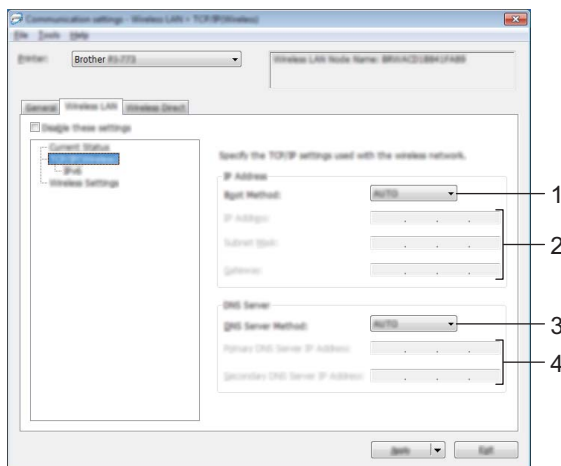 Communication settings - Wireless LAN > TCP/IP(Wireless)
File Tools Help
Printer:
Brother RJ-773
Wireless LAN Node Name:
General Wireless LAN Wireless Direct
Disable these settings
Current Status
TCP/IP(Wireless)
IPv6
Wireless Settings
Specify the TCP/IP settings used with the wireless network.
IP Address
Boot Method: AUTO
1
IP Address:
Subnet Mask:
2
Gateway:
DNS Server
DNS Server Method: AUTO
3
Primary DNS Server IP Address:
4
Secondary DNS Server IP Address:
Apply Exit